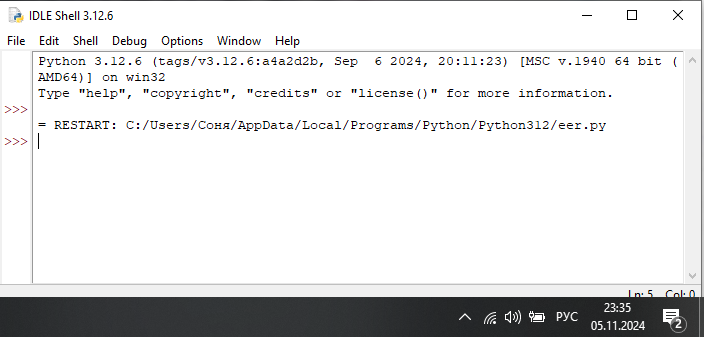 IDLE Shell 3.12.6
File Edit Shell Debug Options Window Help
Python 3.12.6 (tags/v3.12.6:a4a2d2b, Sep  6 2024, 20:11:23) [MSC v.1940 64 bit (
AMD64)] on win32
Type "help", "copyright", "credits" or "license()" for more information.
>>>
= RESTART: C:/Users/Соня/AppData/Local/Programs/Python/Python312/eer.py
>>>
Ln: 5 Col: 0
РУС
23:35
05.11.2024
2